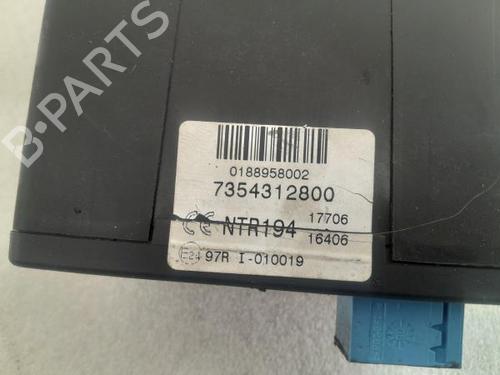 B-PARTS
0188958002
7354312800
CE NTR194 17706
16406
E24 97R I-010019